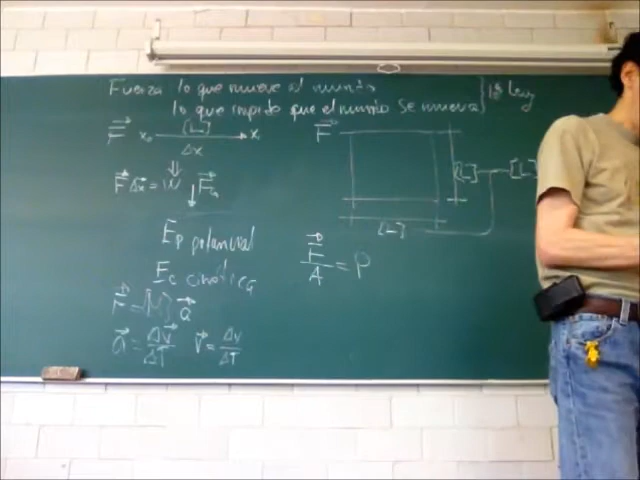 Fuerza lo que mueve al mundo
lo que impide que el mundo se mueva } 1ª Ley
F⃗ x₀ [L] x
Δx
F⃗ Δx⃗ = |W| F⃗g
Ep potencial
Ec cinética
F⃗ = [M] a⃗
a⃗ = ΔV⃗/ΔT V⃗ = ΔV/ΔT
F⃗
[L] [L]
[L]
F⃗/A = P